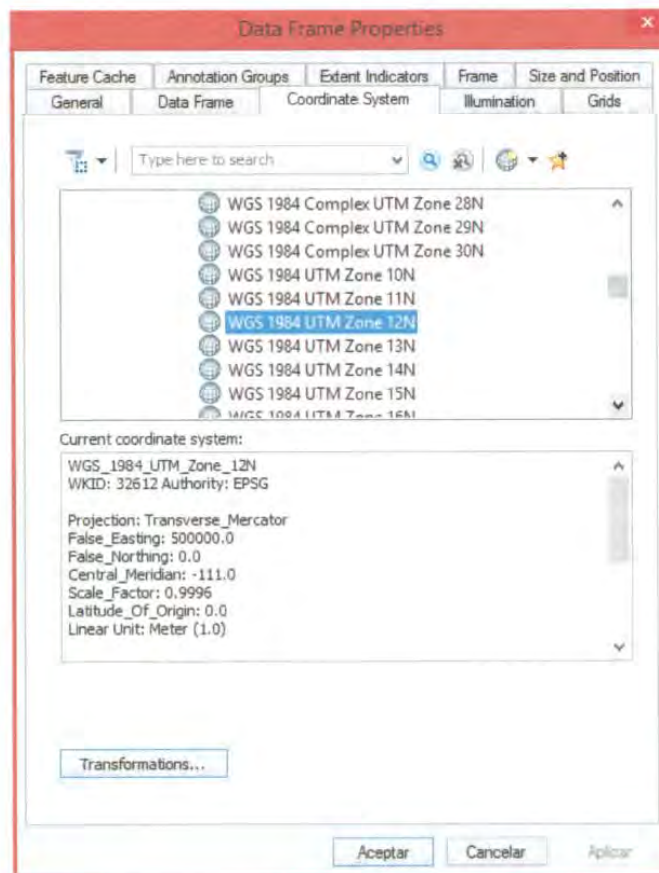 Data Frame Properties
Feature Cache Annotation Groups Extent Indicators Frame Size and Position
General Data Frame Coordinate System Illumination Grids
Type here to search
WGS 1984 Complex UTM Zone 28N
WGS 1984 Complex UTM Zone 29N
WGS 1984 Complex UTM Zone 30N
WGS 1984 UTM Zone 10N
WGS 1984 UTM Zone 11N
WGS 1984 UTM Zone 12N
WGS 1984 UTM Zone 13N
WGS 1984 UTM Zone 14N
WGS 1984 UTM Zone 15N
WGS 1984 UTM Zone 16N
Current coordinate system:
WGS_1984_UTM_Zone_12N
WKID: 32612 Authority: EPSG
Projection: Transverse_Mercator
False_Easting: 500000.0
False_Northing: 0.0
Central_Meridian: -111.0
Scale_Factor: 0.9996
Latitude_Of_Origin: 0.0
Linear Unit: Meter (1.0)
Transformations...
Aceptar Cancelar Aplicar